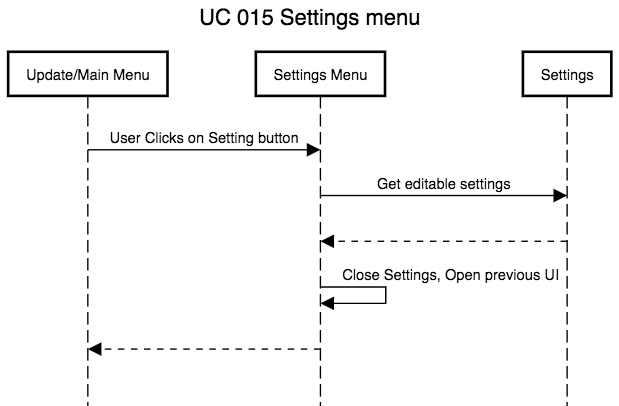 UC 015 Settings menu
Update/Main Menu
Settings Menu
Settings
User Clicks on Setting button
Get editable settings
Close Settings, Open previous UI